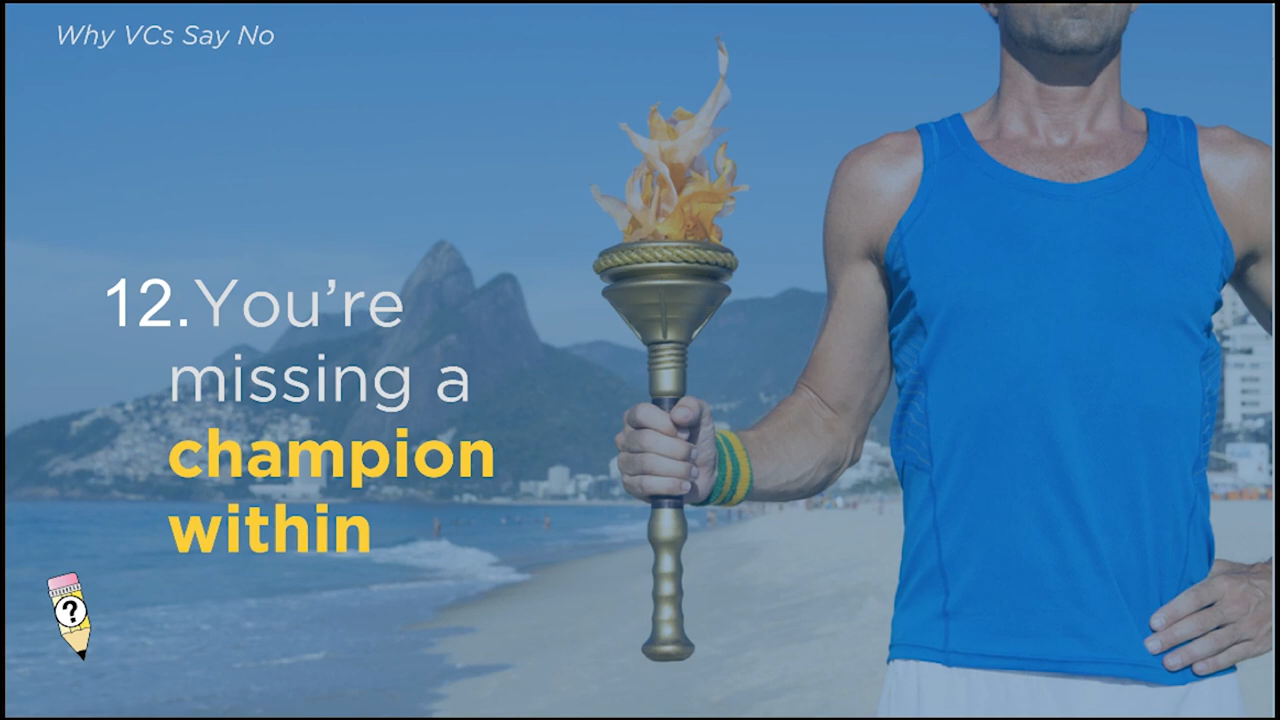 Why VCs Say No
12.You’re
missing a
champion
within
?